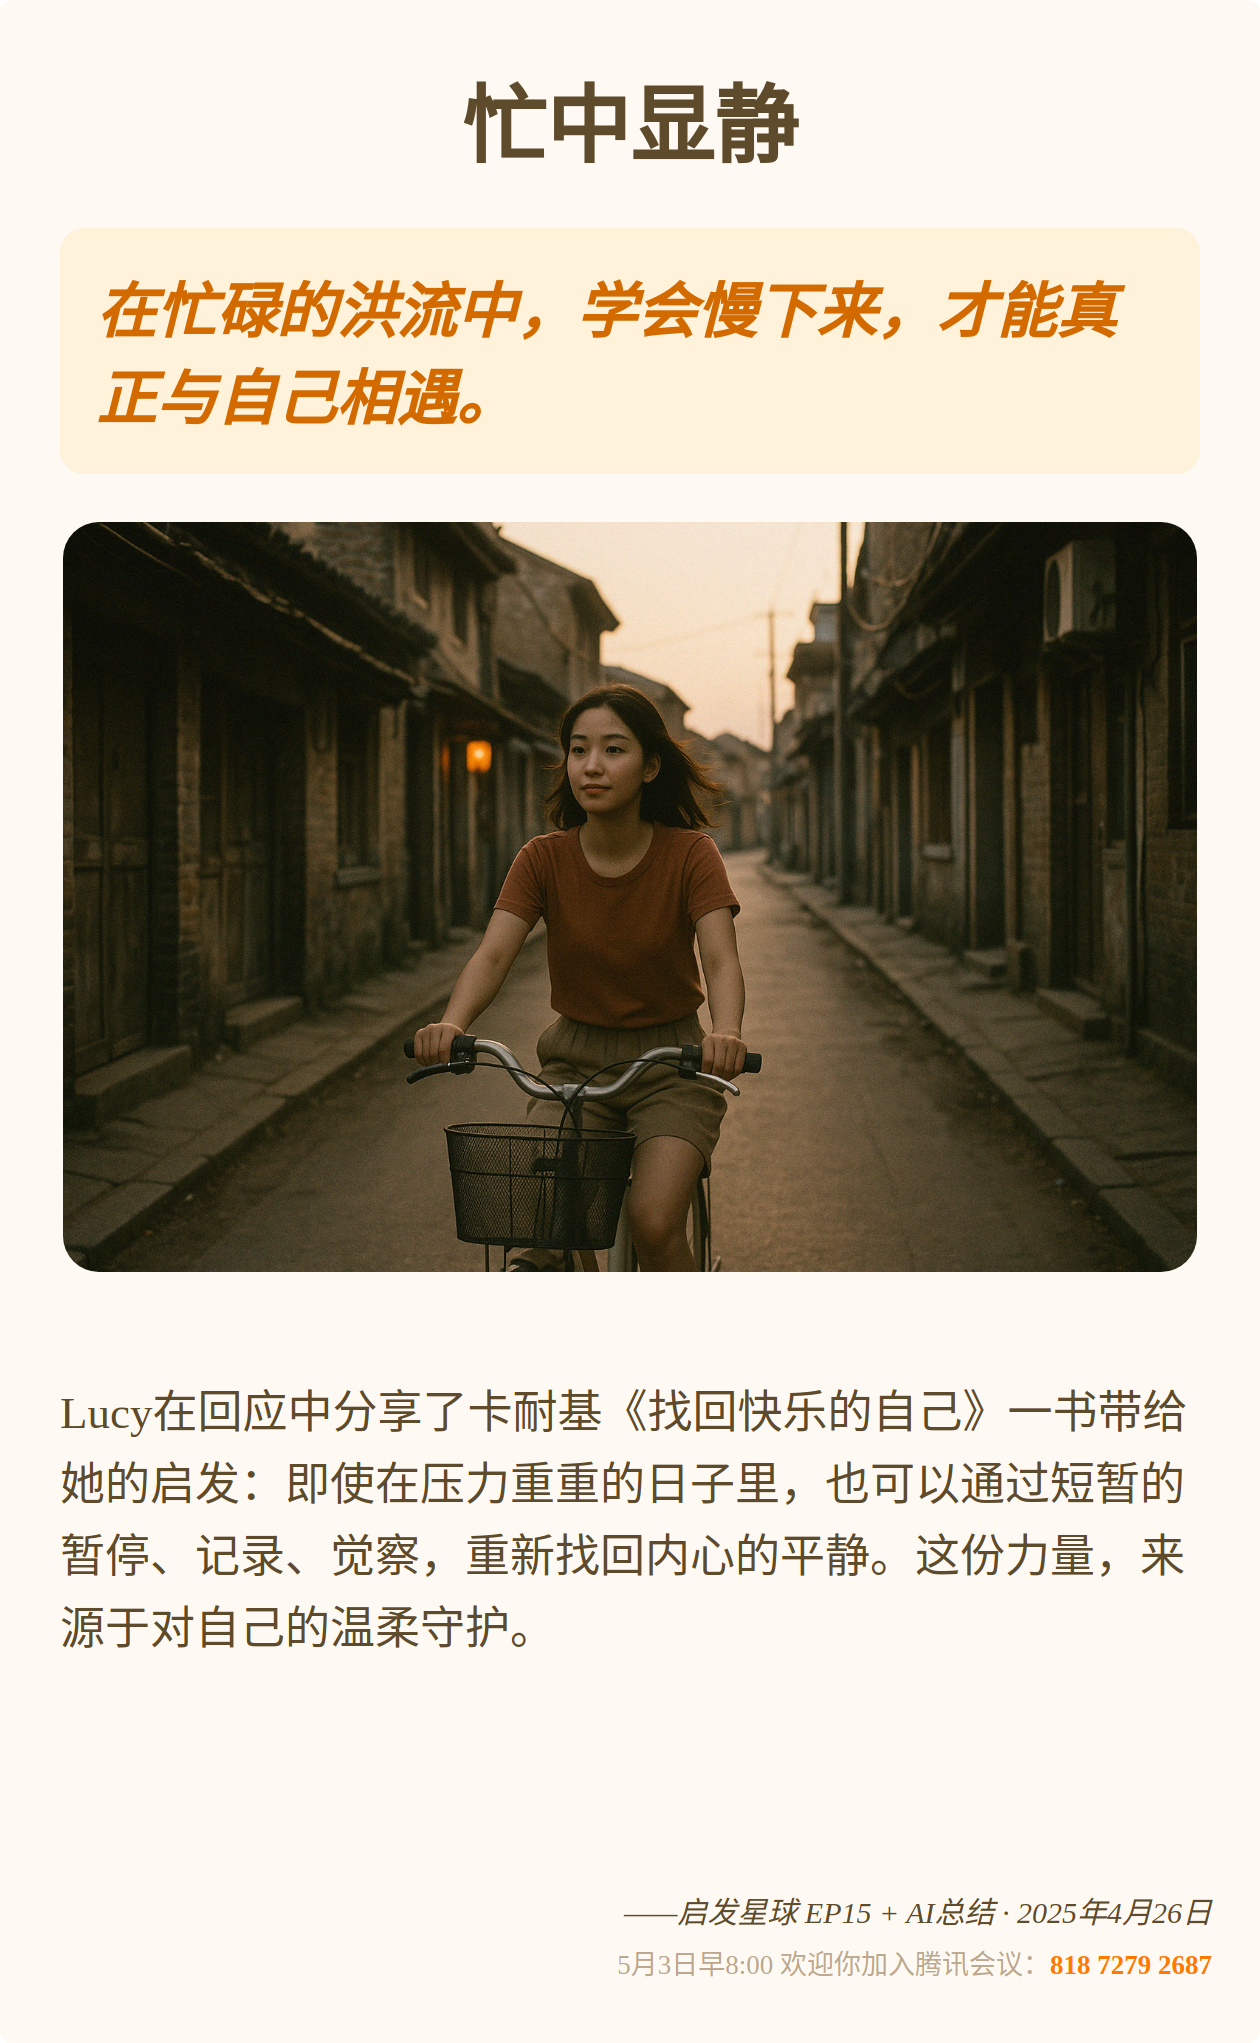 忙中显静
在忙碌的洪流中，学会慢下来，才能真
正与自己相遇。
Lucy在回应中分享了卡耐基《找回快乐的自己》一书带给
她的启发：即使在压力重重的日子里，也可以通过短暂的
暂停、记录、觉察，重新找回内心的平静。这份力量，来
源于对自己的温柔守护。
——启发星球 EP15 + AI总结 · 2025年4月26日
5月3日早8:00 欢迎你加入腾讯会议：818 7279 2687